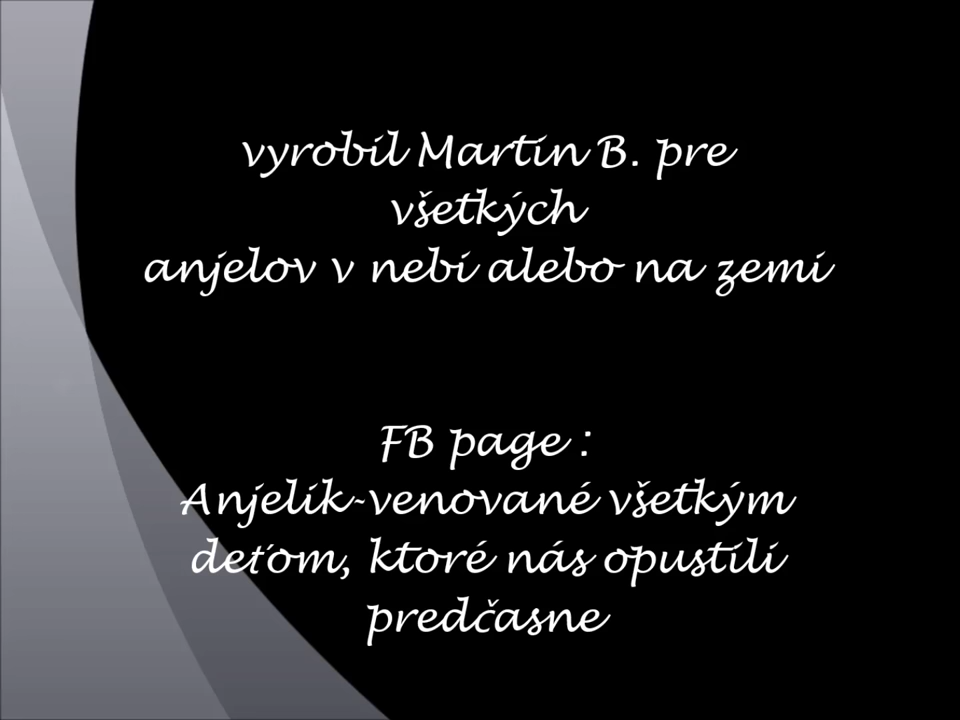 vyrobil Martin B. pre
všetkých
anjelov v nebi alebo na zemi
FB page :
Anjelik-venované všetkým
deťom, ktoré nás opustili
predčasne